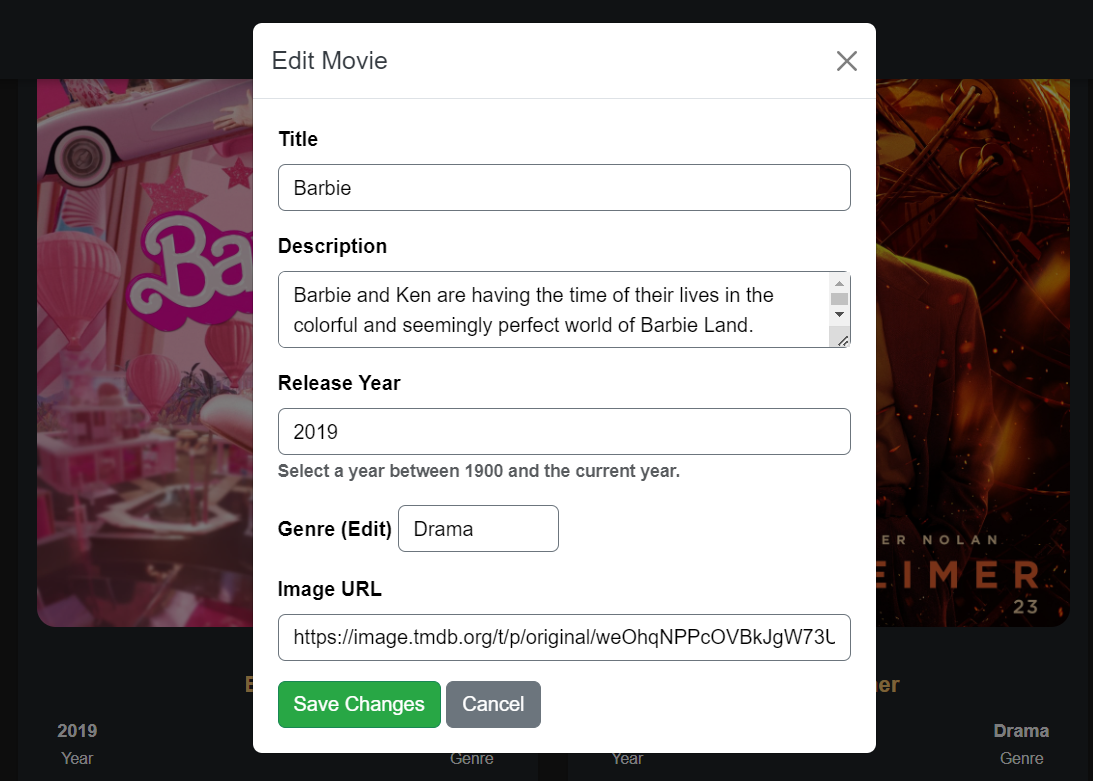 Edit Movie
Title
Barbie
Description
Barbie and Ken are having the time of their lives in the
colorful and seemingly perfect world of Barbie Land.
Release Year
2019
Select a year between 1900 and the current year.
Genre (Edit)
Drama
Image URL
https://image.tmdb.org/t/p/original/weOhqNPPcOVBkJgW73U
Save Changes
Cancel
Ba
ER NOLAN
EIMER
23
2019
Year
Genre
Year
Drama
Genre